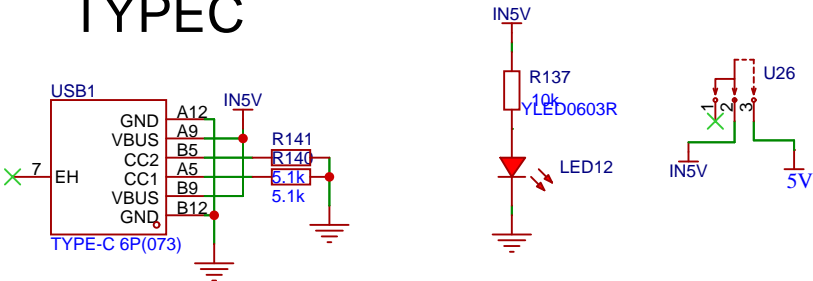 TYPEC
USB1
IN5V
GND
A12
VBUS
A9
CC2
B5
CC1
A5
VBUS
B9
GND
B12
7
EH
TYPE-C 6P(073)
R141
R140
5.1k
5.1k
IN5V
R137
10k
YLED0603R
LED12
U26
1
2
3
IN5V
5V